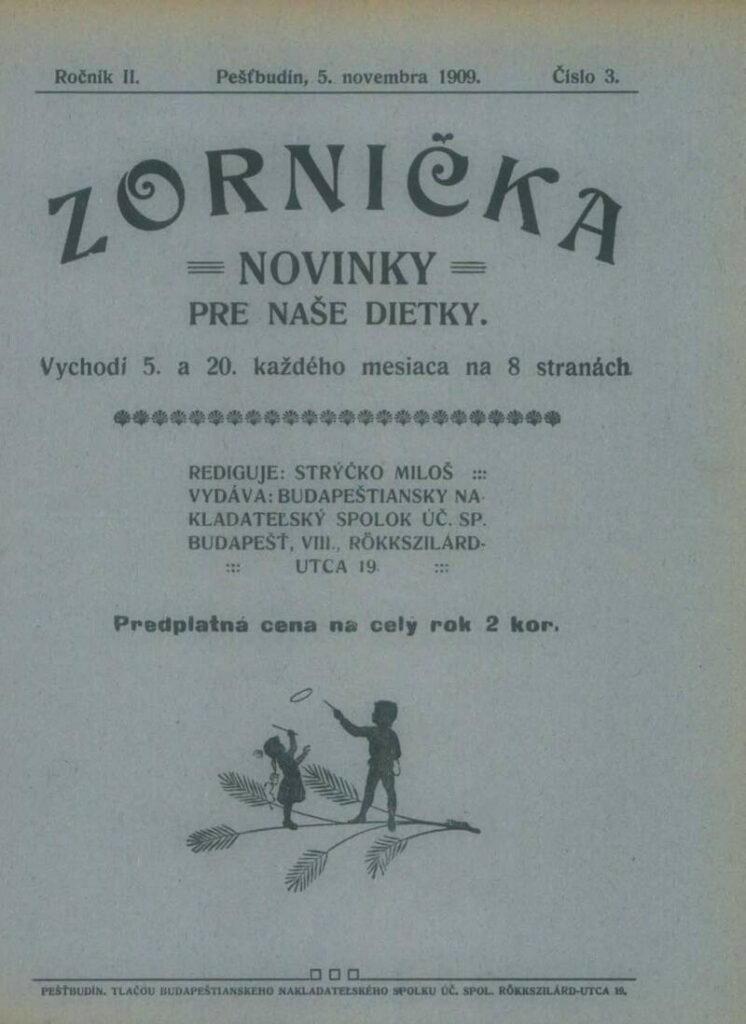 Ročník II. Pešťbudín, 5. novembra 1909. Číslo 3.
ZORNIČKA
NOVINKY
PRE NAŠE DIETKY.
Vychodí 5. a 20. každého mesiaca na 8 stranách
REDIGUJE: STRÝČKO MILOŠ :::
VYDÁVA: BUDAPEŠTIANSKY NA-
KLADATEĽSKÝ SPOLOK ÚČ. SP.
BUDAPEŠŤ, VIII., RÖKKSZILÁRD-
::: UTCA 19. :::
Predplatná cena na celý rok 2 kor.
PEŠŤBUDÍN. TLAČOU BUDAPEŠTIANSKEHO NAKLADATEĽSKÉHO SPOLKU ÚČ. SPOL. RÖKKSZILÁRD-UTCA 19.